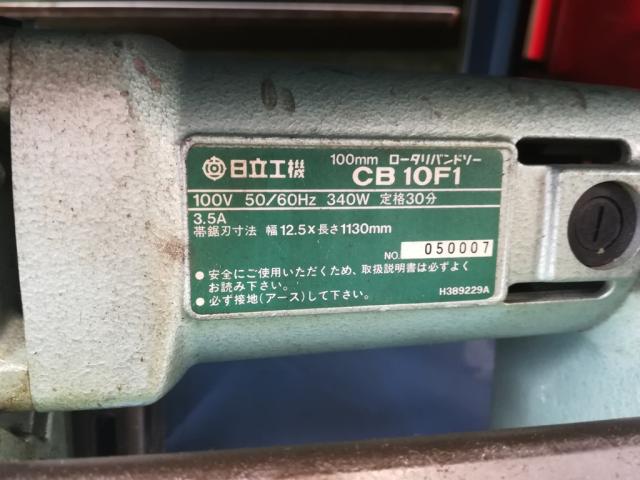 日立工機 100mm ロータリバンドソー
CB 10F1
100V 50/60Hz 340W 定格30分
3.5A
帯鋸刃寸法 幅12.5×長さ1130mm
NO. 050007
● 安全にご使用いただくため、取扱説明書は必ずよく
お読み下さい。
● 必ず接地(アース)して下さい。
H389229A